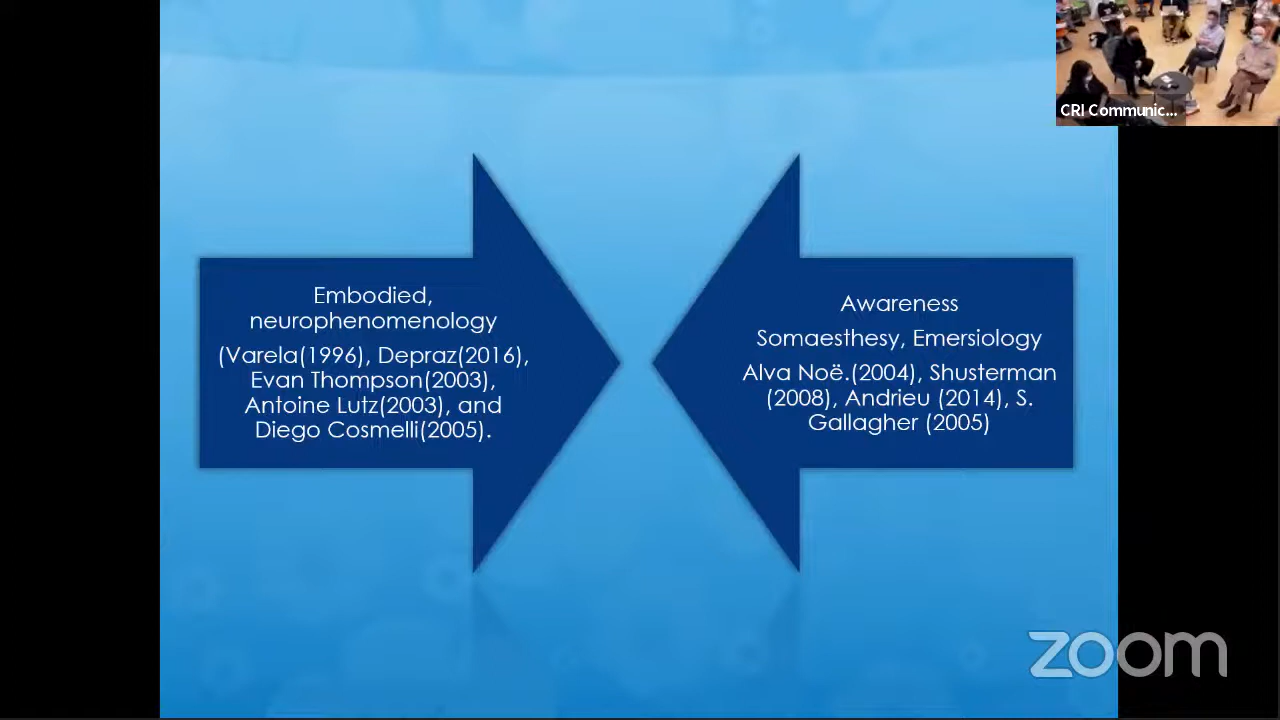 CRI Communic...
Embodied,
neurophenomenology
(Varela(1996), Depraz(2016),
Evan Thompson(2003),
Antoine Lutz(2003), and
Diego Cosmelli(2005).
Awareness
Somaesthesy, Emersiology
Alva Noë.(2004), Shusterman
(2008), Andrieu (2014), S.
Gallagher (2005)
zoom